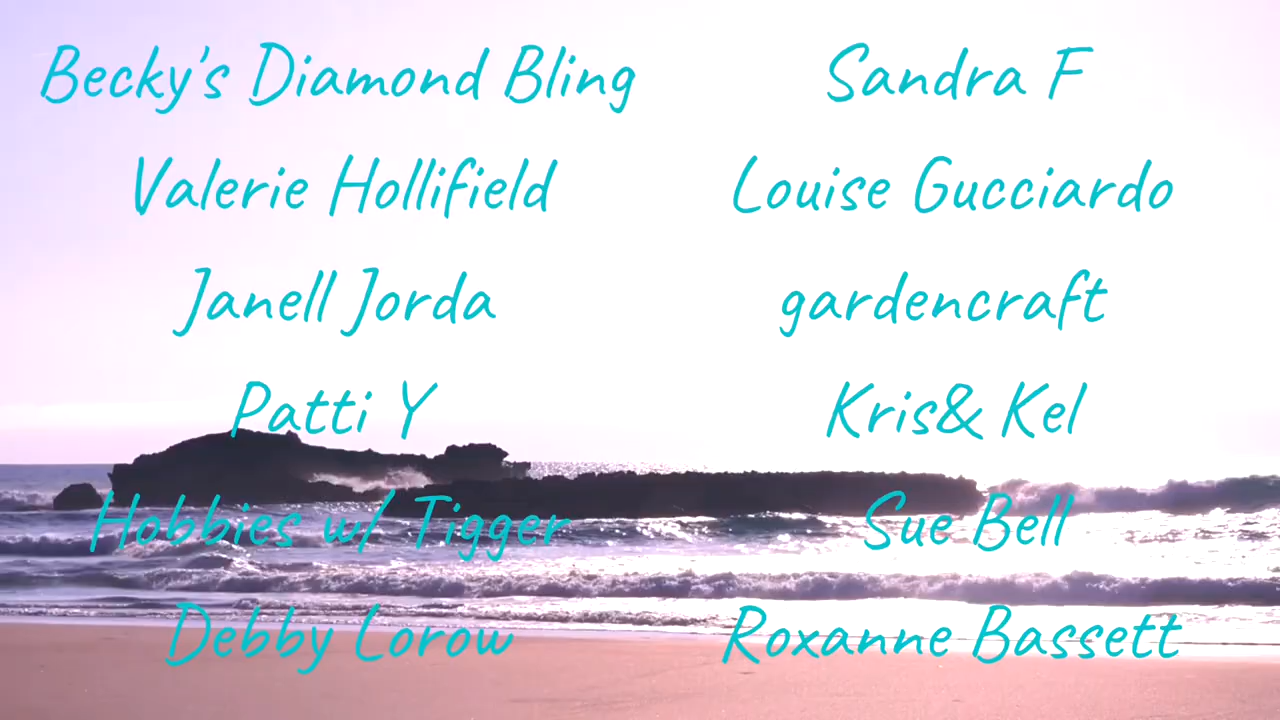 Becky's Diamond Bling
Valerie Hollifield
Janell Jorda
Patti Y
Hobbies w/ Tigger
Debby Lorow
Sandra F
Louise Gucciardo
gardencraft
Kris& Kel
Sue Bell
Roxanne Bassett